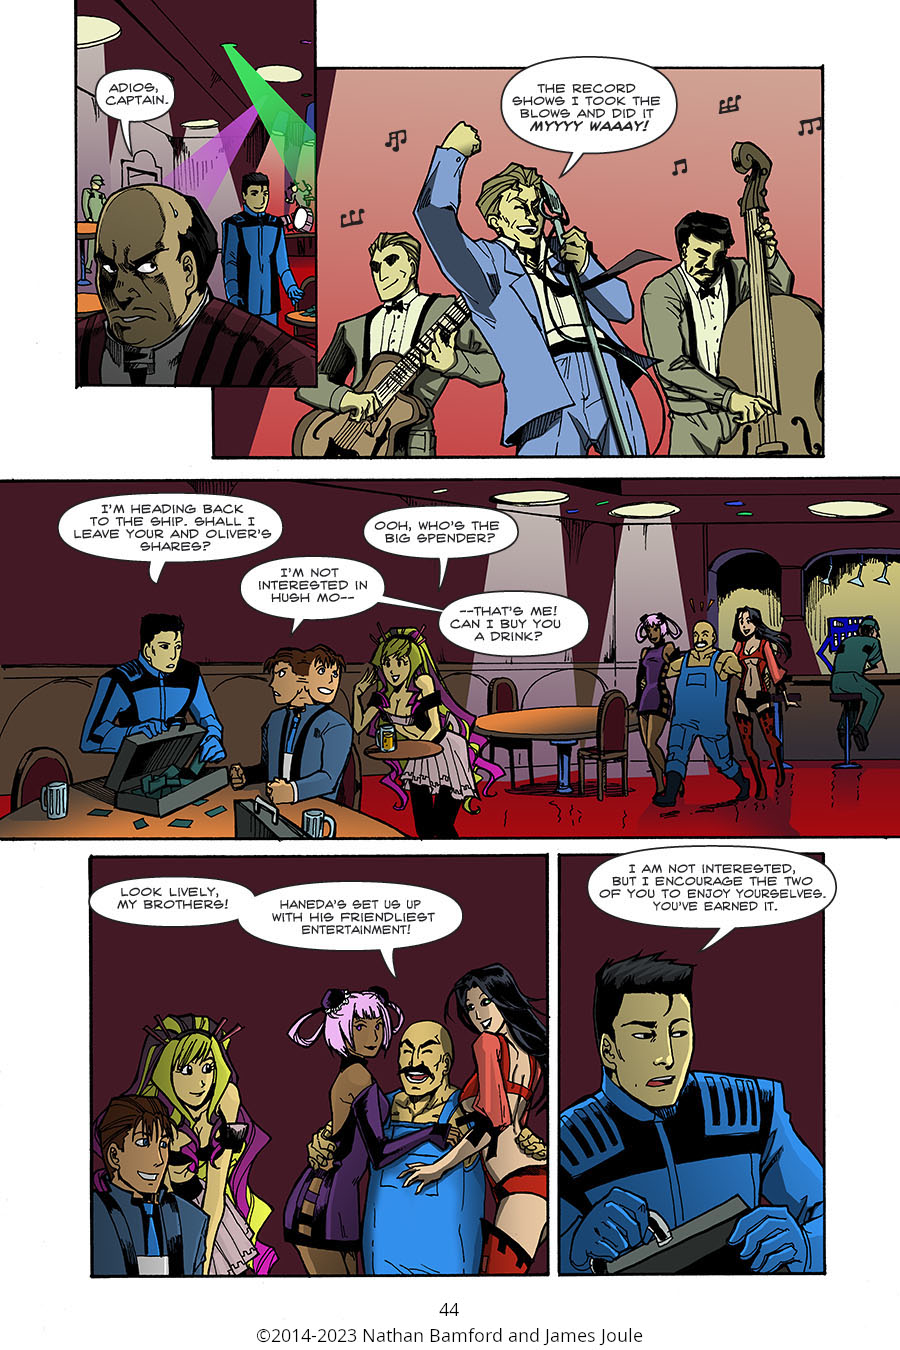 ADIOS,
CAPTAIN.
THE RECORD
SHOWS I TOOK THE
BLOWS AND DID IT
MYYYY WAAAY!
I'M HEADING BACK
TO THE SHIP. SHALL I
LEAVE YOUR AND OLIVER'S
SHARES?
I'M NOT
INTERESTED IN
HUSH MO--
OOH, WHO'S THE
BIG SPENDER?
--THAT'S ME!
CAN I BUY YOU
A DRINK?
LOOK LIVELY,
MY BROTHERS!
HANEDA'S SET US UP
WITH HIS FRIENDLIEST
ENTERTAINMENT!
I AM NOT INTERESTED,
BUT I ENCOURAGE THE TWO
OF YOU TO ENJOY YOURSELVES.
YOU'VE EARNED IT.
44
©2014-2023 Nathan Bamford and James Joule